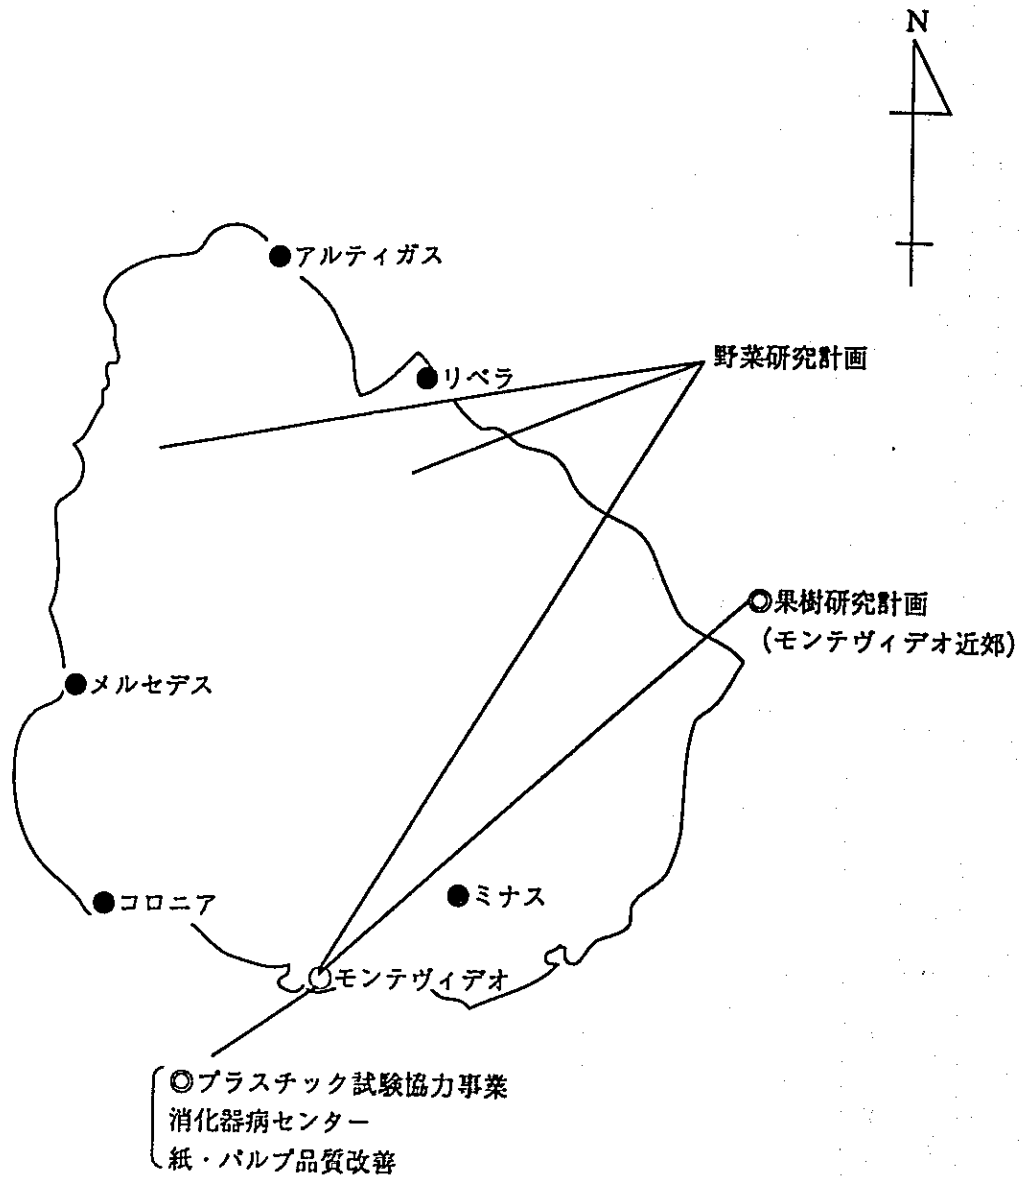 N
●アルティガス
●リベラ
野菜研究計画
◎果樹研究計画
(モンテヴィデオ近郊)
●メルセデス
●コロニア
●ミナス
○モンテヴィデオ
◎プラスチック試験協力事業
消化器病センター
紙・パルプ品質改善